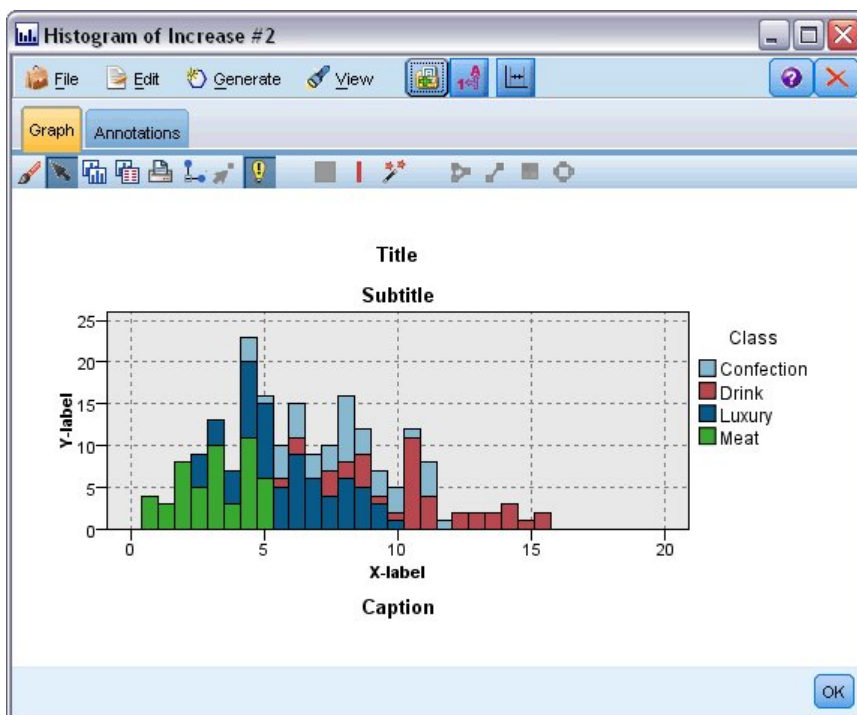 Histogram of Increase #2
File Edit Generate View
Graph Annotations
Title
Subtitle
25
20
15
10
5
0
Y-label
0 5 10 15 20
X-label
Caption
Class
Confection
Drink
Luxury
Meat
OK